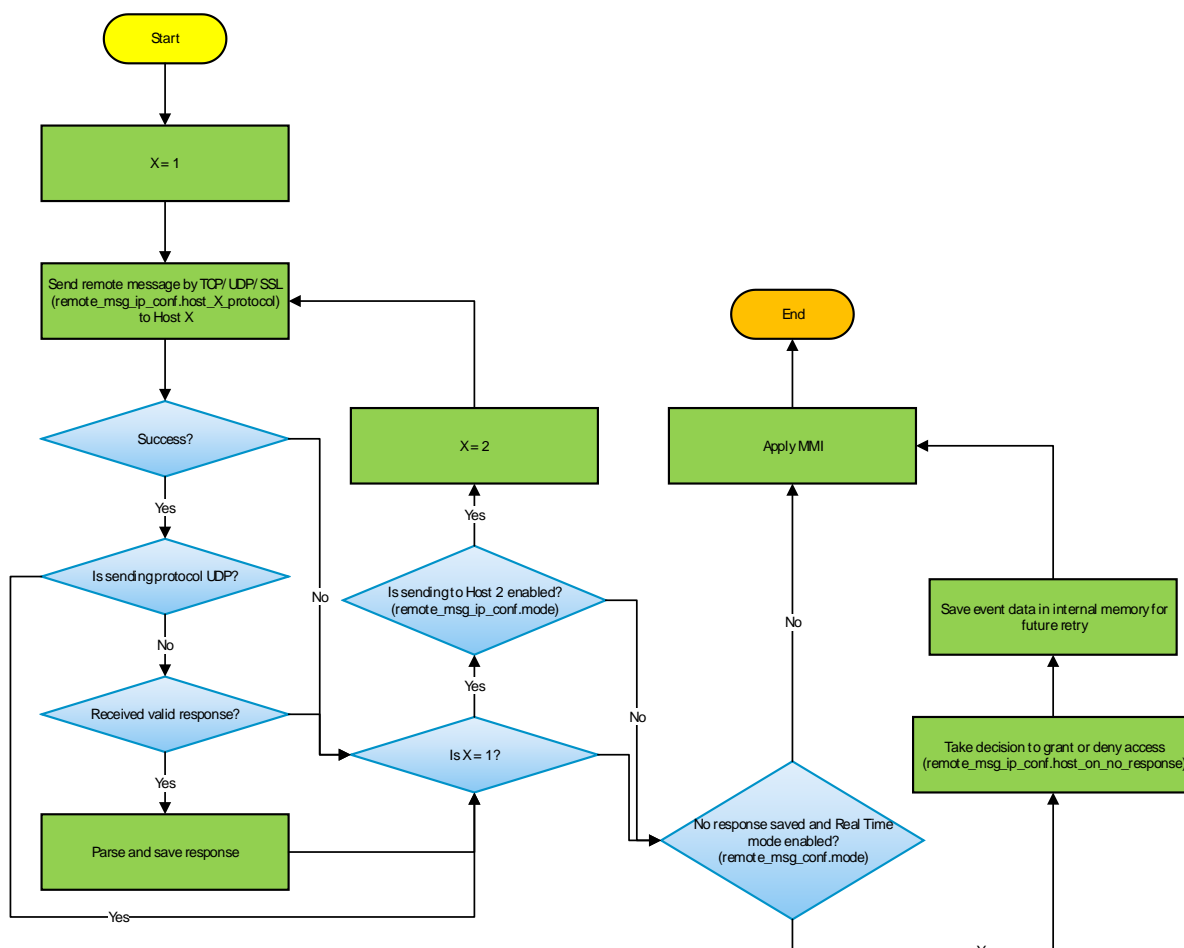 Start
X = 1
Send remote message by TCP/UDP/SSL
(remote_msg_ip_conf.host_X_protocol)
to Host X
Success?
Yes
Is sending protocol UDP?
No
Received valid response?
Yes
Parse and save response
Yes
No
X = 2
Yes
Is sending to Host 2 enabled?
(remote_msg_ip_conf.mode)
Yes
Is X = 1?
No
End
Apply MMI
No
No response saved and Real Time
mode enabled?
(remote_msg_conf.mode)
Save event data in internal memory for
future retry
Take decision to grant or deny access
(remote_msg_ip_conf.host_on_no_response)